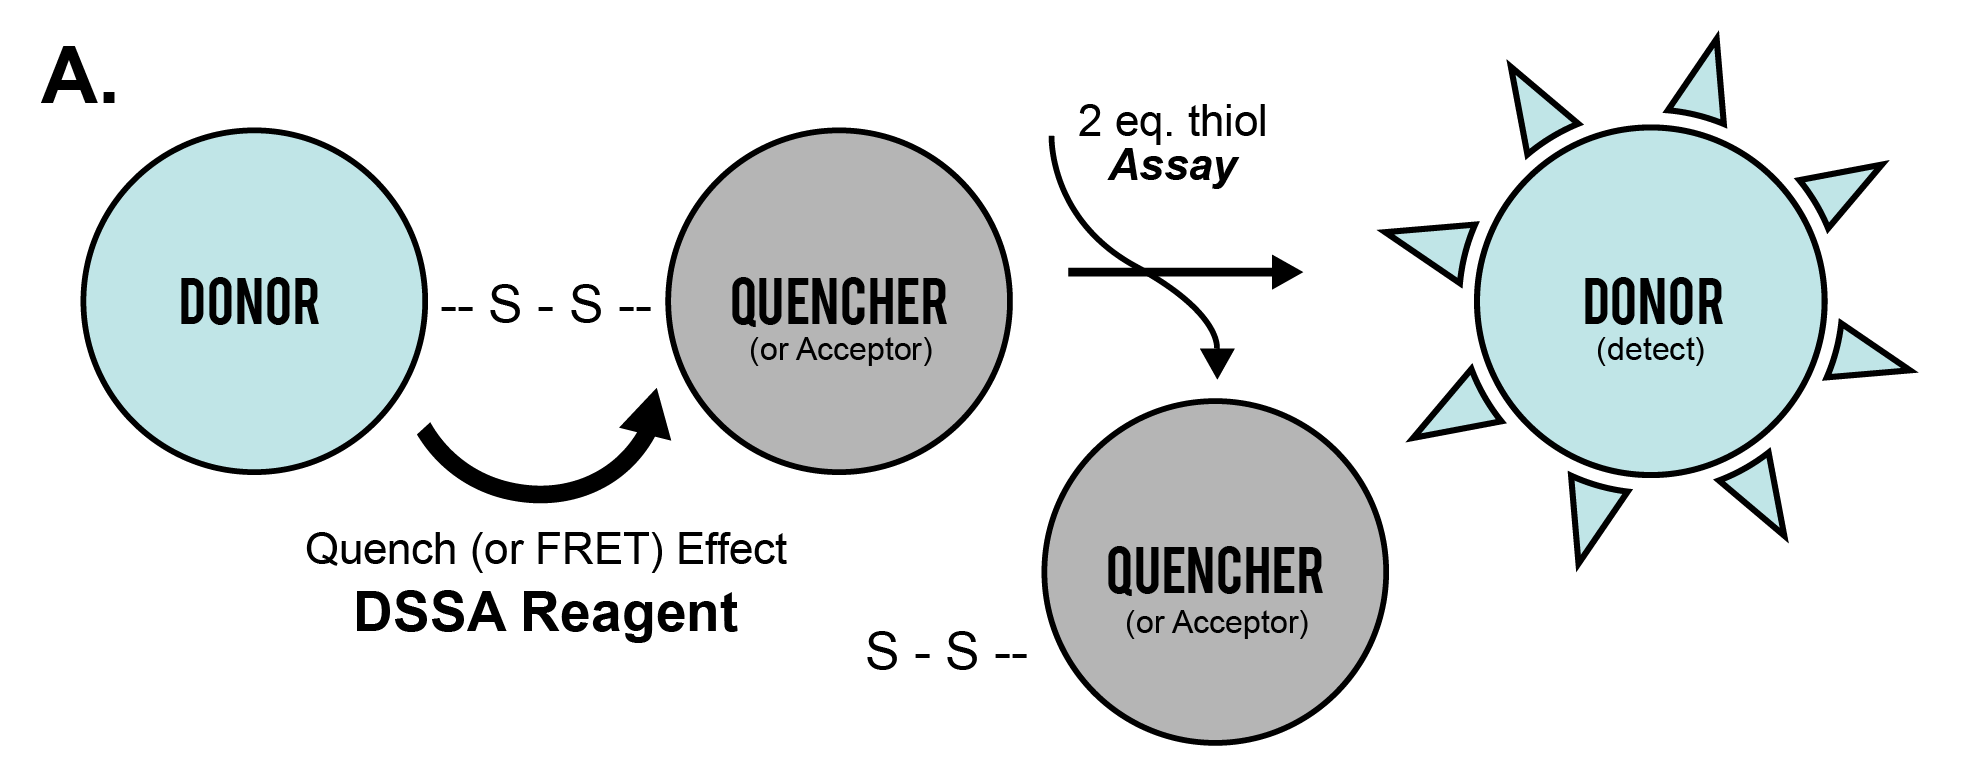 A.
DONOR
-- S - S --
QUENCHER
(or Acceptor)
2 eq. thiol
Assay
DONOR
(detect)
Quench (or FRET) Effect
DSSA Reagent
S - S --
QUENCHER
(or Acceptor)